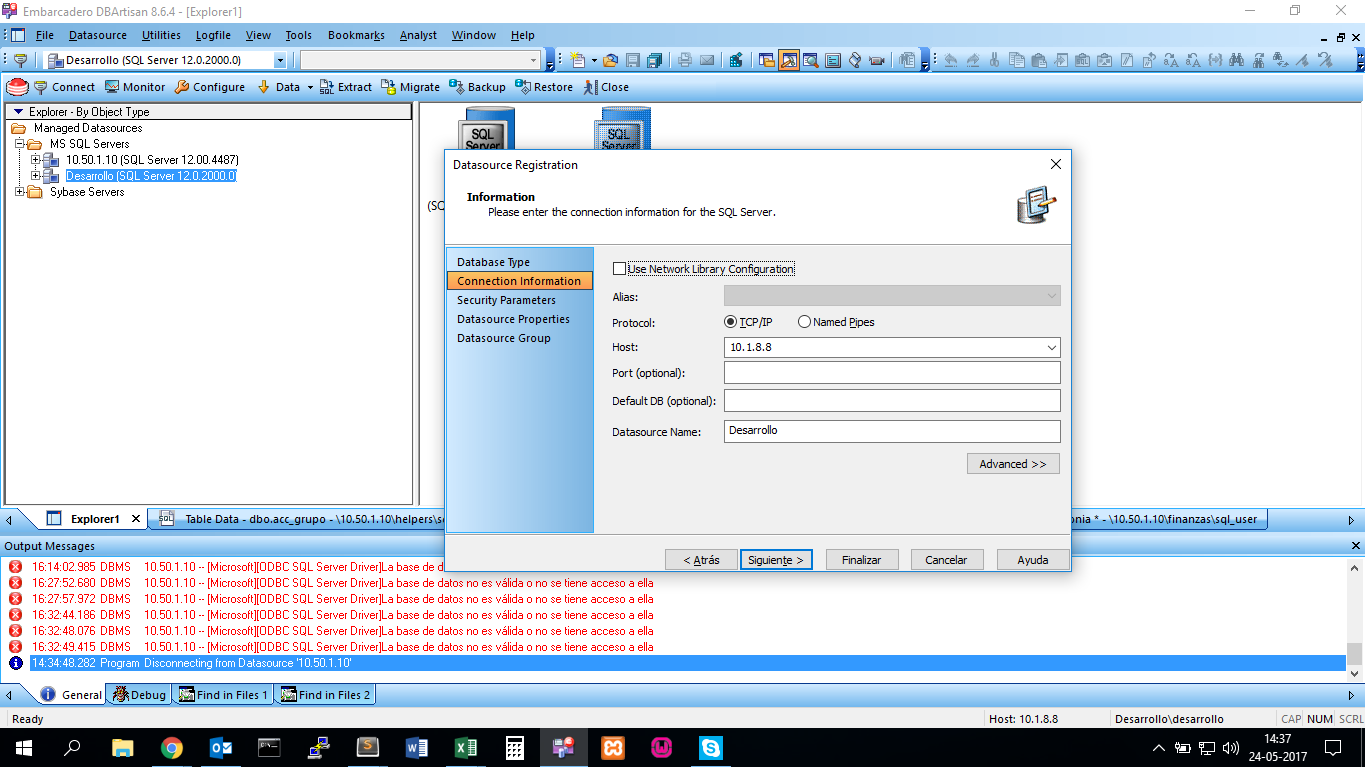 Embarcadero DBArtisan 8.6.4 - [Explorer1]
File Datasource Utilities Logfile View Tools Bookmarks Analyst Window Help
Desarrollo (SQL Server 12.0.2000.0)
Connect Monitor Configure Data Extract Migrate Backup Restore Close
Explorer - By Object Type
Managed Datasources
MS SQL Servers
10.50.1.10 (SQL Server 12.00.4487)
Desarrollo (SQL Server 12.0.2000.0)
Sybase Servers
SQL Server
SQL Server
(SQ
Datasource Registration
Information
Please enter the connection information for the SQL Server.
Database Type
Connection Information
Security Parameters
Datasource Properties
Datasource Group
Use Network Library Configuration
Alias:
Protocol: TCP/IP Named Pipes
Host: 10.1.8.8
Port (optional):
Default DB (optional):
Datasource Name: Desarrollo
Advanced >>
< Atrás Siguiente > Finalizar Cancelar Ayuda
Explorer1 SQL Table Data - dbo.acc_grupo - \10.50.1.10\helpers\s onia * - \10.50.1.10\finanzas\sql_user
Output Messages
16:14:02.985 DBMS 10.50.1.10 -- [Microsoft][ODBC SQL Server Driver]La base de d
16:27:52.680 DBMS 10.50.1.10 -- [Microsoft][ODBC SQL Server Driver]La base de datos no es válida o no se tiene acceso a ella
16:27:57.972 DBMS 10.50.1.10 -- [Microsoft][ODBC SQL Server Driver]La base de datos no es válida o no se tiene acceso a ella
16:32:44.186 DBMS 10.50.1.10 -- [Microsoft][ODBC SQL Server Driver]La base de datos no es válida o no se tiene acceso a ella
16:32:48.076 DBMS 10.50.1.10 -- [Microsoft][ODBC SQL Server Driver]La base de datos no es válida o no se tiene acceso a ella
16:32:49.415 DBMS 10.50.1.10 -- [Microsoft][ODBC SQL Server Driver]La base de datos no es válida o no se tiene acceso a ella
14:34:48.282 Program Disconnecting from Datasource '10.50.1.10'
General Debug Find in Files 1 Find in Files 2
Ready Host: 10.1.8.8 Desarrollo\desarrollo CAP NUM SCRL
14:37
24-05-2017